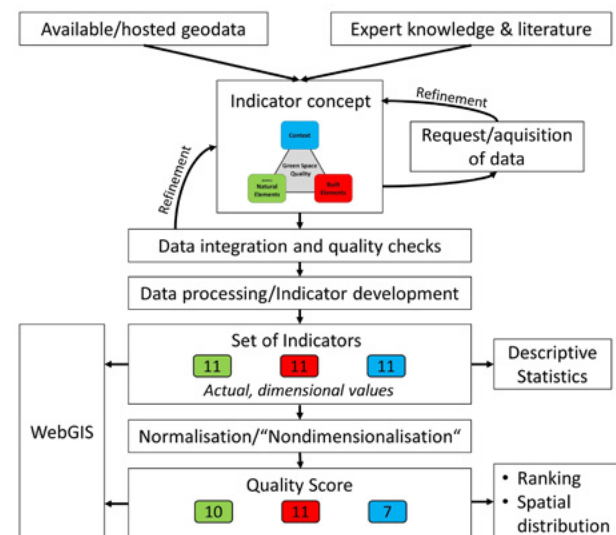 Available/hosted geodata
Expert knowledge & literature
Indicator concept
Context
Green Space
Quality
Natural
Elements
Built
Elements
Refinement
Request/aquisition
of data
Refinement
Data integration and quality checks
Data processing/Indicator development
Set of Indicators
11 11 11
Actual, dimensional values
WebGIS
Descriptive
Statistics
Normalisation/“Nondimensionalisation“
Quality Score
10 11 7
• Ranking
• Spatial
distribution